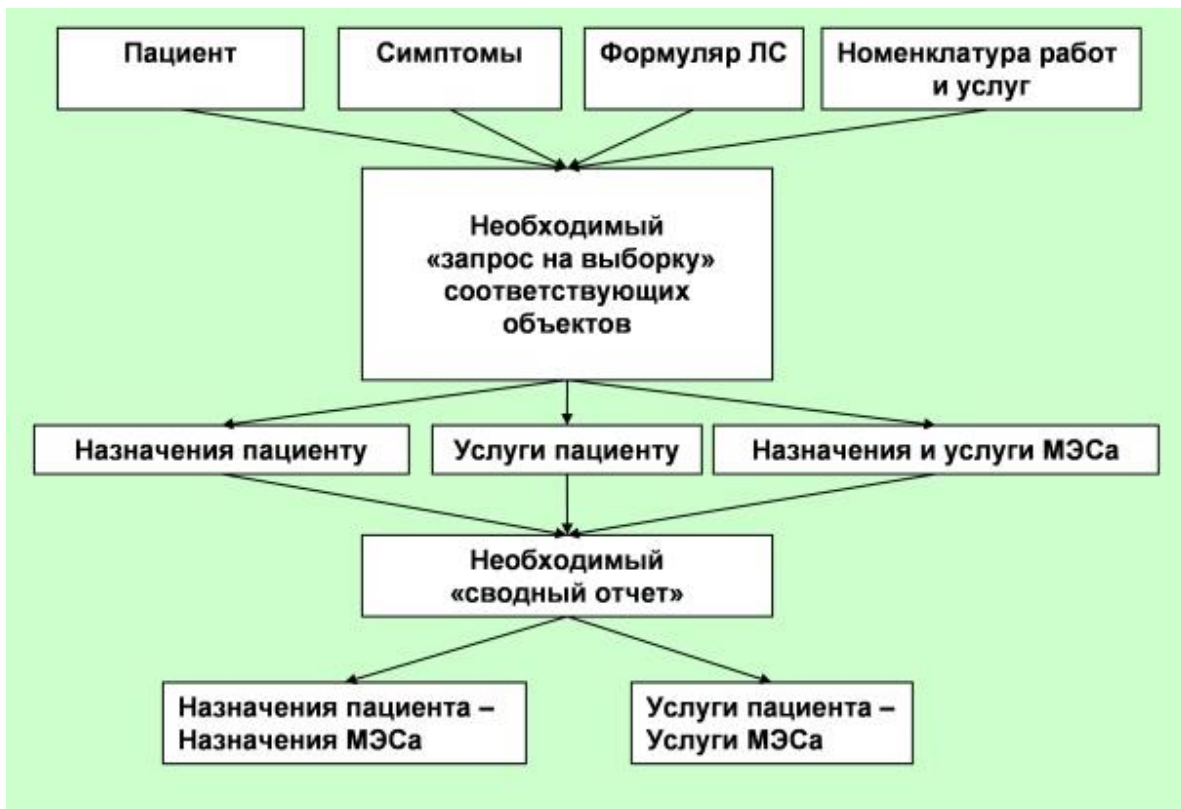 Пациент
Симптомы
Формуляр ЛС
Номенклатура работ
и услуг
Необходимый
«запрос на выборку»
соответствующих
объектов
Назначения пациенту
Услуги пациенту
Назначения и услуги МЭСа
Необходимый
«сводный отчет»
Назначения пациента –
Назначения МЭСа
Услуги пациента –
Услуги МЭСа